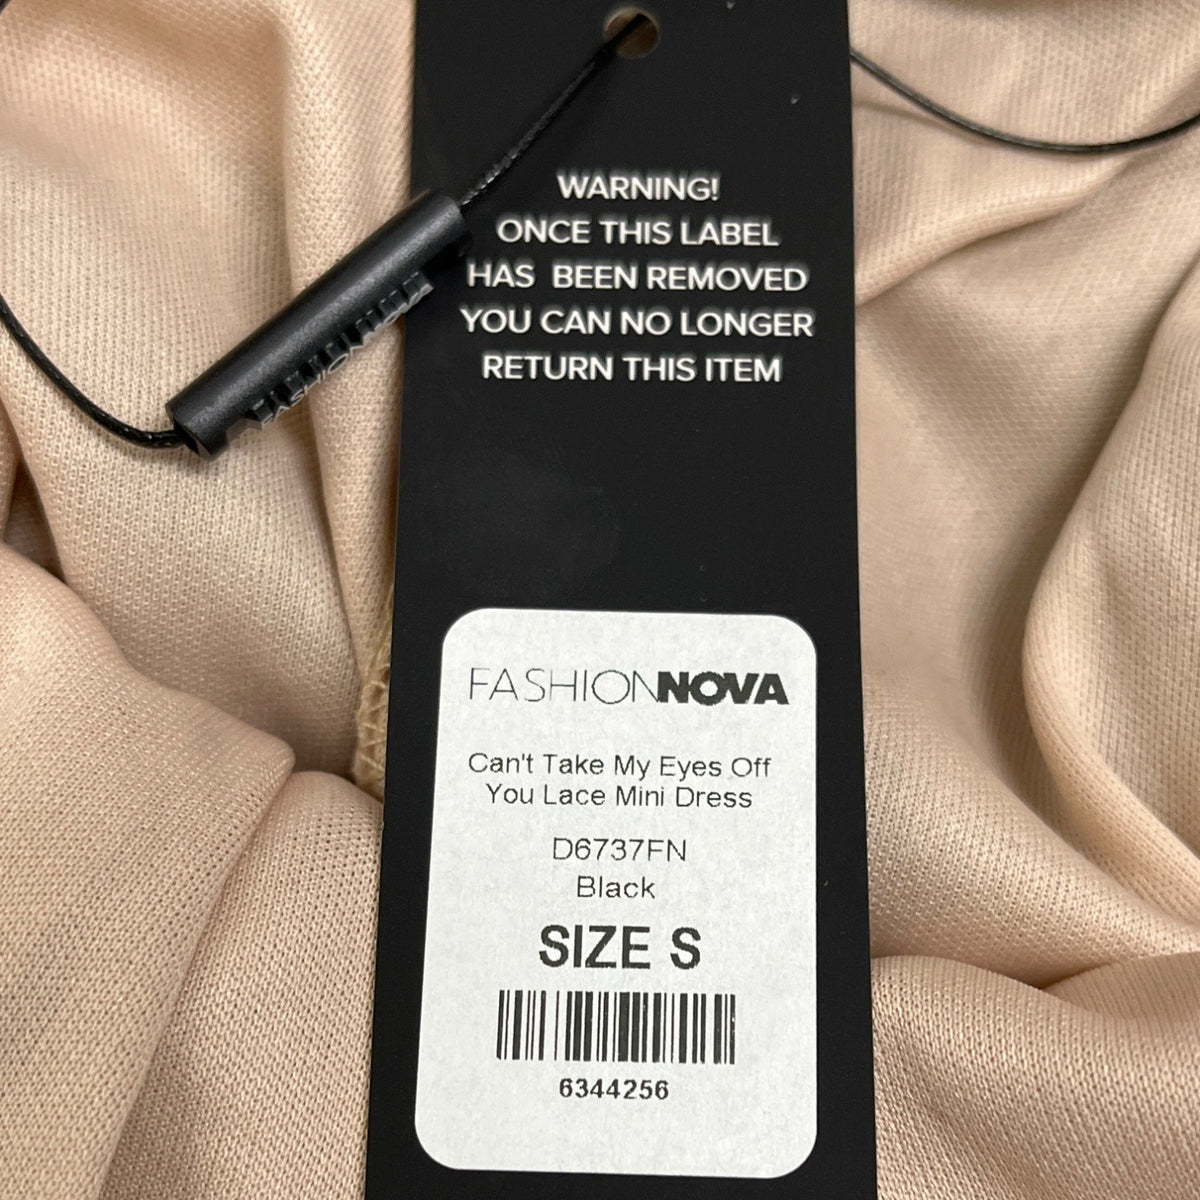 WARNING!
ONCE THIS LABEL
HAS BEEN REMOVED
YOU CAN NO LONGER
RETURN THIS ITEM
FASHIONNOVA
Can't Take My Eyes Off
You Lace Mini Dress
D6737FN
Black
SIZE S
6344256